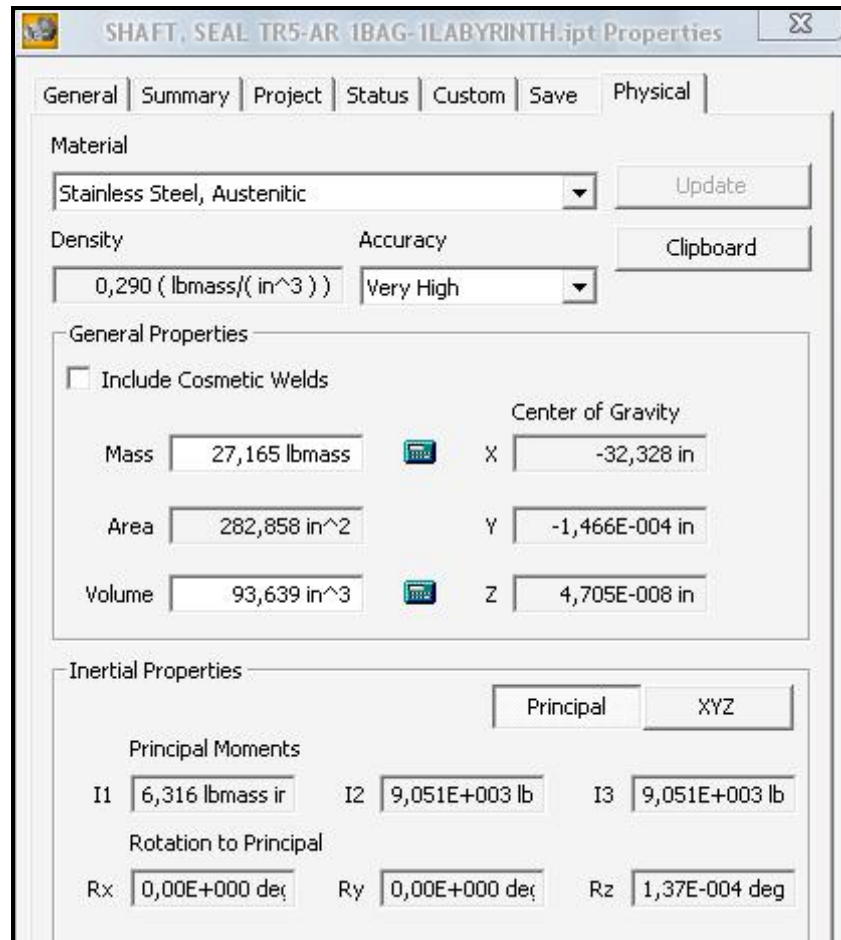 SHAFT, SEAL TR5-AR 1BAG-1LABYRINTH.ipt Properties
General Summary Project Status Custom Save Physical
Material
Stainless Steel, Austenitic Update
Density Accuracy Clipboard
0,290 ( lbmass/( in^3 ) ) Very High
General Properties
Include Cosmetic Welds
Center of Gravity
Mass 27,165 lbmass X -32,328 in
Area 282,858 in^2 Y -1,466E-004 in
Volume 93,639 in^3 Z 4,705E-008 in
Inertial Properties
Principal XYZ
Principal Moments
I1 6,316 lbmass in I2 9,051E+003 lb I3 9,051E+003 lb
Rotation to Principal
Rx 0,00E+000 deg Ry 0,00E+000 deg Rz 1,37E-004 deg